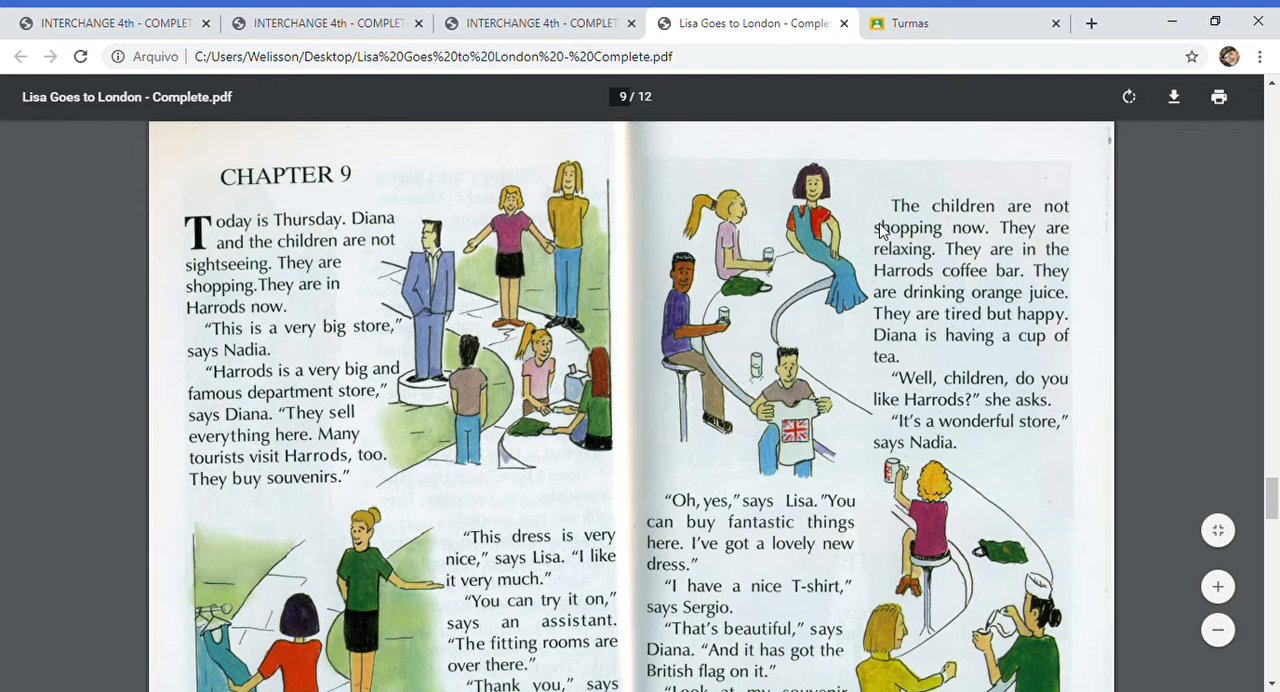 INTERCHANGE 4th - COMPLET
INTERCHANGE 4th - COMPLET
INTERCHANGE 4th - COMPLET
Lisa Goes to London - Comple
Turmas
Arquivo
C:/Users/Welisson/Desktop/Lisa%20Goes%20to%20London%20-%20Complete.pdf
Lisa Goes to London - Complete.pdf
9 / 12
CHAPTER 9
Today is Thursday. Diana
and the children are not
sightseeing. They are
shopping.They are in
Harrods now.
“This is a very big store,”
says Nadia.
“Harrods is a very big and
famous department store,”
says Diana. “They sell
everything here. Many
tourists visit Harrods, too.
They buy souvenirs.”
“This dress is very
nice,” says Lisa. “I like
it very much.”
“You can try it on,”
says an assistant.
“The fitting rooms are
over there.”
“Thank you,” says
The children are not
shopping now. They are
relaxing. They are in the
Harrods coffee bar. They
are drinking orange juice.
They are tired but happy.
Diana is having a cup of
tea.
“Well, children, do you
like Harrods?” she asks.
“It’s a wonderful store,”
says Nadia.
“Oh, yes,” says Lisa. “You
can buy fantastic things
here. I’ve got a lovely new
dress.”
“I have a nice T-shirt,”
says Sergio.
“That’s beautiful,” says
Diana. “And it has got the
British flag on it.”
“Look at my souvenir